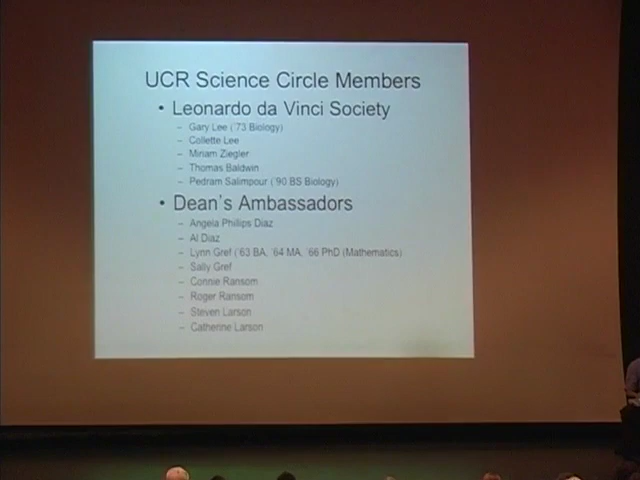 UCR Science Circle Members
• Leonardo da Vinci Society
– Gary Lee ('73 Biology)
– Collette Lee
– Miriam Ziegler
– Thomas Baldwin
– Pedram Salimpour ('90 BS Biology)
• Dean's Ambassadors
– Angela Phillips Diaz
– Al Diaz
– Lynn Gref ('63 BA, '64 MA, '66 PhD (Mathematics)
– Sally Gref
– Connie Ransom
– Roger Ransom
– Steven Larson
– Catherine Larson